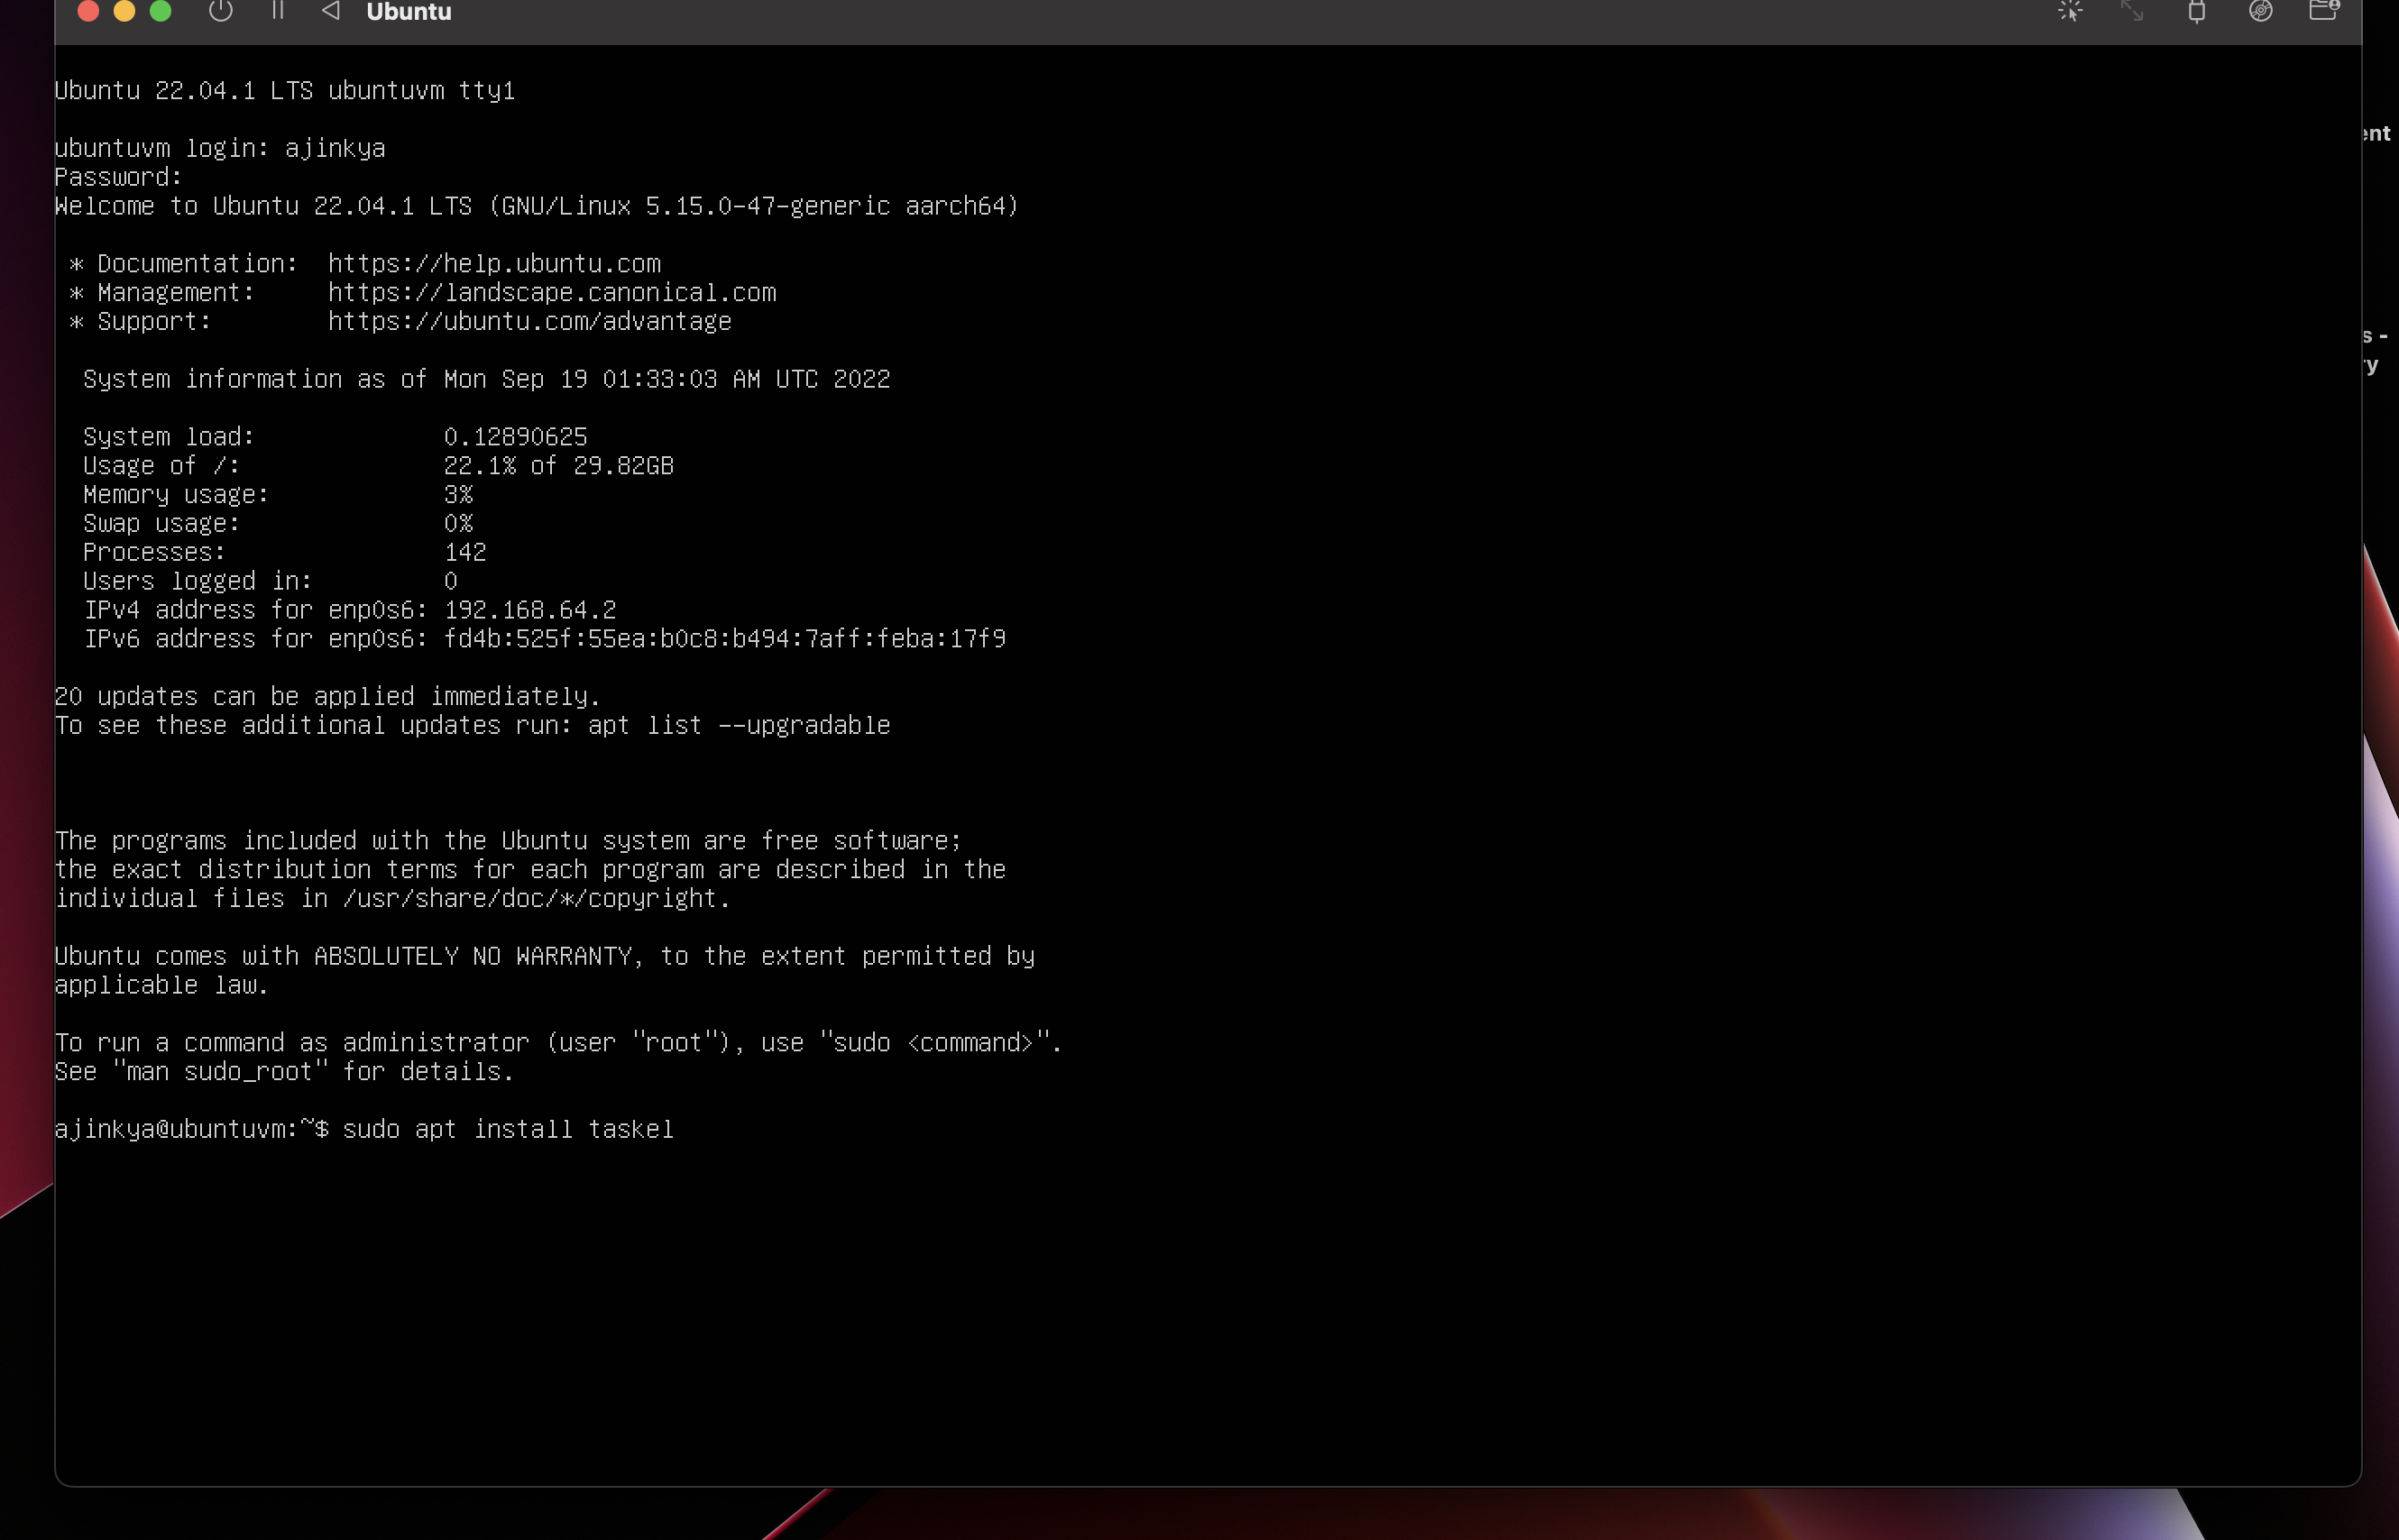 Ubuntu
Ubuntu 22.04.1 LTS ubuntuvm tty1
ubuntuvm login: ajinkya
Password:
Welcome to Ubuntu 22.04.1 LTS (GNU/Linux 5.15.0-47-generic aarch64)
* Documentation:  https://help.ubuntu.com
* Management:     https://landscape.canonical.com
* Support:        https://ubuntu.com/advantage
System information as of Mon Sep 19 01:33:03 AM UTC 2022
System load:             0.12890625
Usage of /:              22.1% of 29.82GB
Memory usage:            3%
Swap usage:              0%
Processes:               142
Users logged in:         0
IPv4 address for enp0s6: 192.168.64.2
IPv6 address for enp0s6: fd4b:525f:55ea:b0c8:b494:7aff:feba:17f9
20 updates can be applied immediately.
To see these additional updates run: apt list --upgradable
The programs included with the Ubuntu system are free software;
the exact distribution terms for each program are described in the
individual files in /usr/share/doc/*/copyright.
Ubuntu comes with ABSOLUTELY NO WARRANTY, to the extent permitted by
applicable law.
To run a command as administrator (user "root"), use "sudo <command>".
See "man sudo_root" for details.
ajinkya@ubuntuvm:~$ sudo apt install taskel